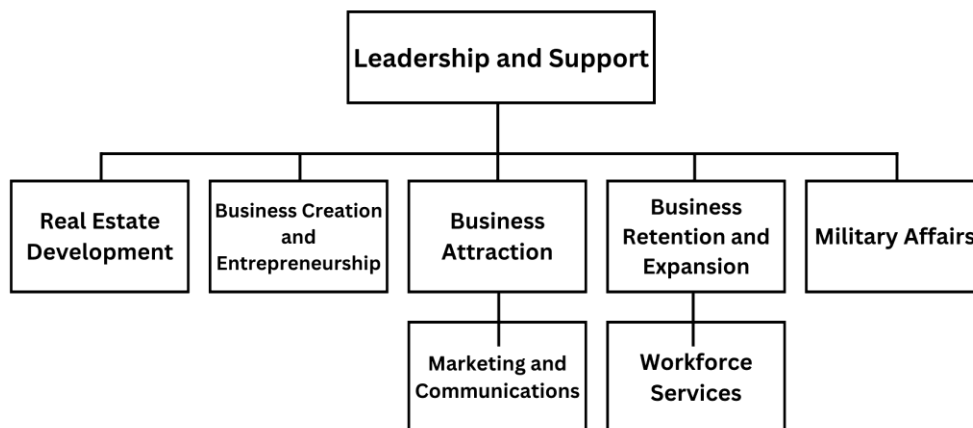 Leadership and Support
Real Estate
Development
Business Creation
and
Entrepreneurship
Business
Attraction
Business
Retention and
Expansion
Military Affairs
Marketing and
Communications
Workforce
Services